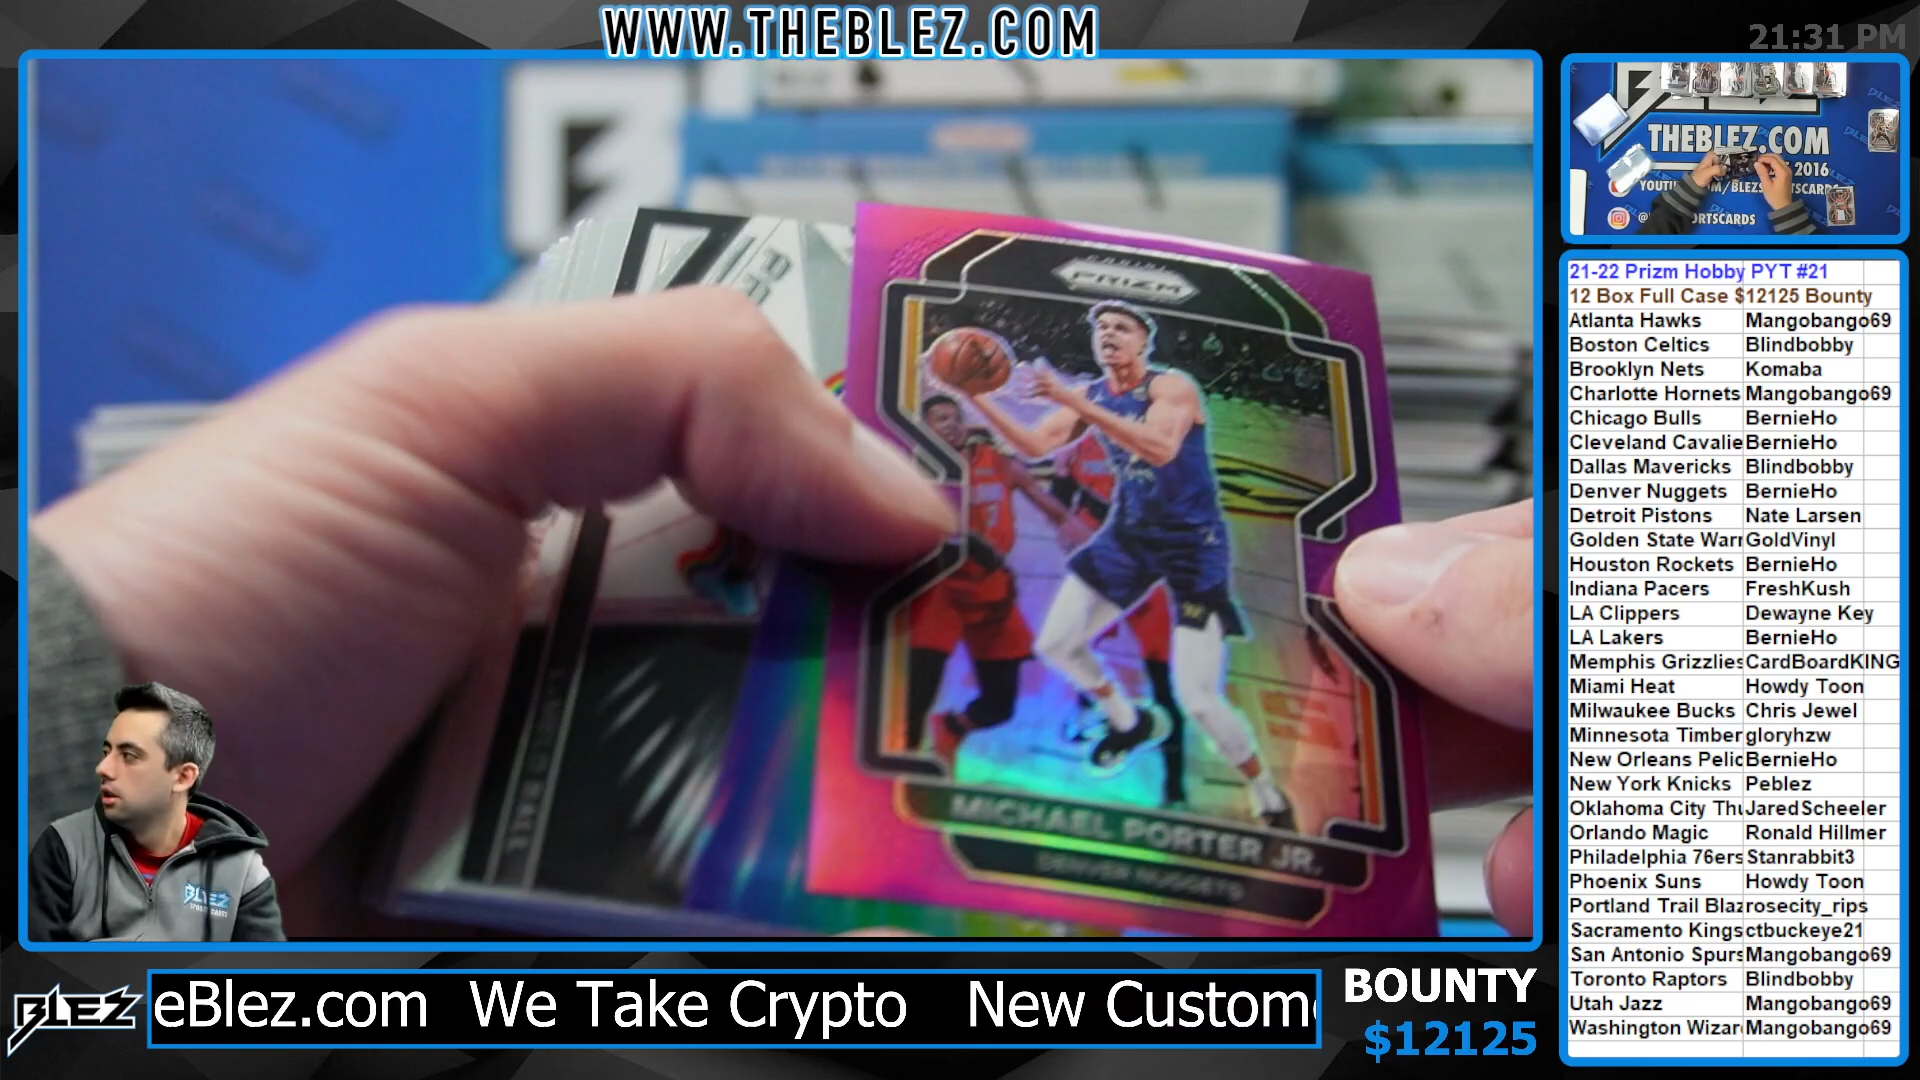 WWW.THEBLEZ.COM
21:31 PM
THEBLEZ.COM
2016
PANINI
PRIZM
MICHAEL PORTER JR.
DENVER NUGGETS
BLEZ
21-22 Prizm Hobby PYT #21
12 Box Full Case $12125 Bounty
Atlanta Hawks Mangobango69
Boston Celtics Blindbobby
Brooklyn Nets Komaba
Charlotte Hornets Mangobango69
Chicago Bulls BernieHo
Cleveland Cavalie BernieHo
Dallas Mavericks Blindbobby
Denver Nuggets BernieHo
Detroit Pistons Nate Larsen
Golden State Warr GoldVinyl
Houston Rockets BernieHo
Indiana Pacers FreshKush
LA Clippers Dewayne Key
LA Lakers BernieHo
Memphis Grizzlies CardBoardKING
Miami Heat Howdy Toon
Milwaukee Bucks Chris Jewel
Minnesota Timber gloryhzw
New Orleans Pelic BernieHo
New York Knicks Peblez
Oklahoma City Thu JaredScheeler
Orlando Magic Ronald Hillmer
Philadelphia 76ers Stanrabbit3
Phoenix Suns Howdy Toon
Portland Trail Blaz rosecity_rips
Sacramento Kings ctbuckeye21
San Antonio Spurs Mangobango69
Toronto Raptors Blindbobby
Utah Jazz Mangobango69
Washington Wizar Mangobango69
BLEZ
eBlez.com We Take Crypto New Custom
BOUNTY
$12125